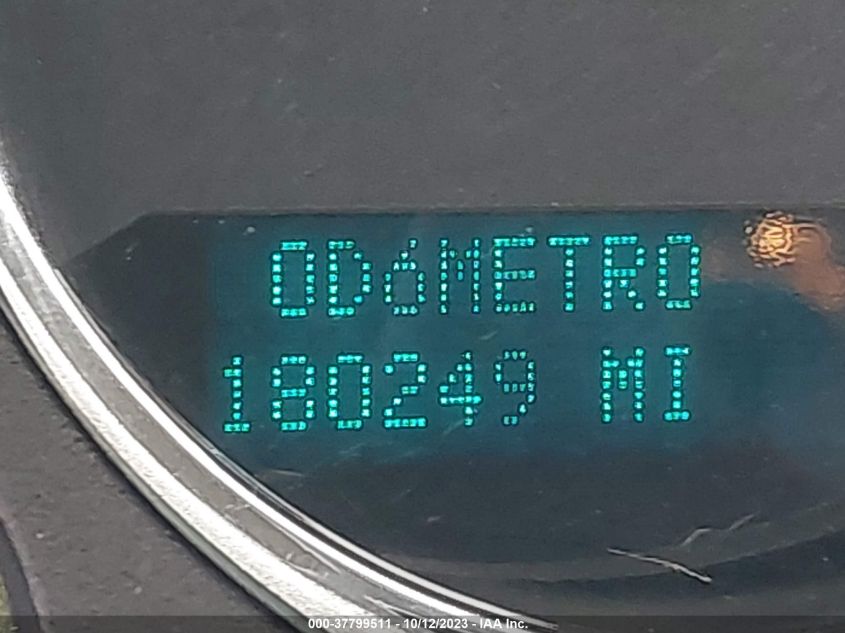 ODóMETRO
180249 MI
000-37799511 - 10/12/2023 - IAA Inc.